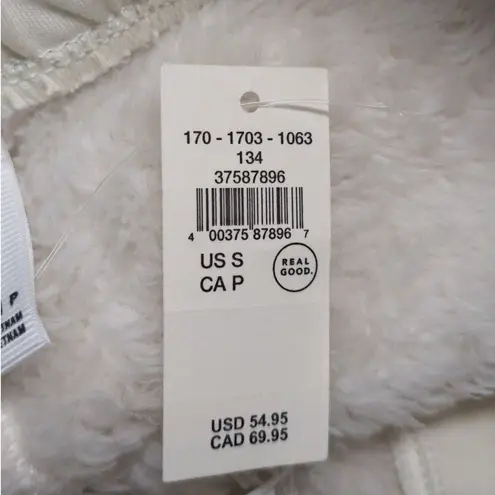 170 - 1703 - 1063
134
37587896
4 00375 87896 7
US S
CA P
REAL
GOOD.
USD 54.95
CAD 69.95
P